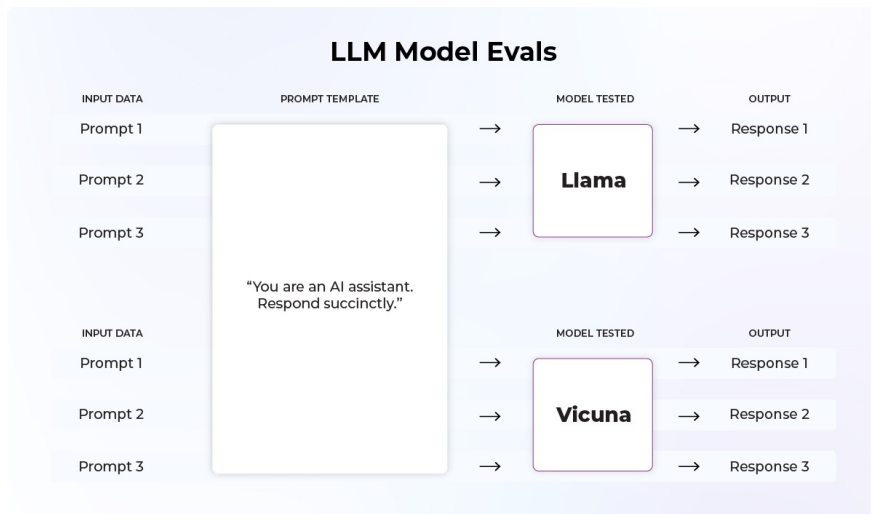 LLM Model Evals
INPUT DATA
PROMPT TEMPLATE
MODEL TESTED
OUTPUT
Prompt 1
Response 1
Prompt 2
Llama
Response 2
Prompt 3
Response 3
“You are an AI assistant.
Respond succinctly.”
INPUT DATA
MODEL TESTED
OUTPUT
Prompt 1
Response 1
Prompt 2
Vicuna
Response 2
Prompt 3
Response 3